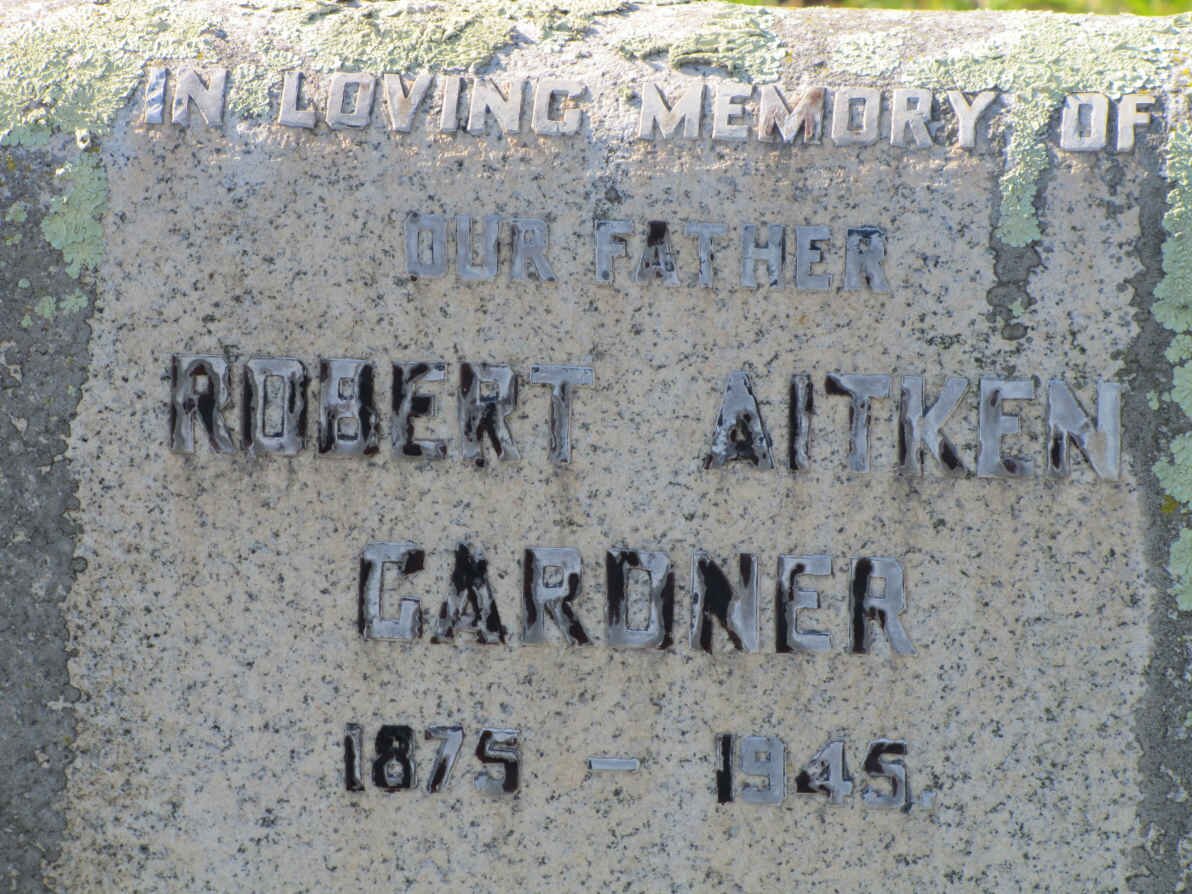 IN LOVING MEMORY OF
OUR FATHER
ROBERT AITKEN
GARDNER
1875 – 1945.